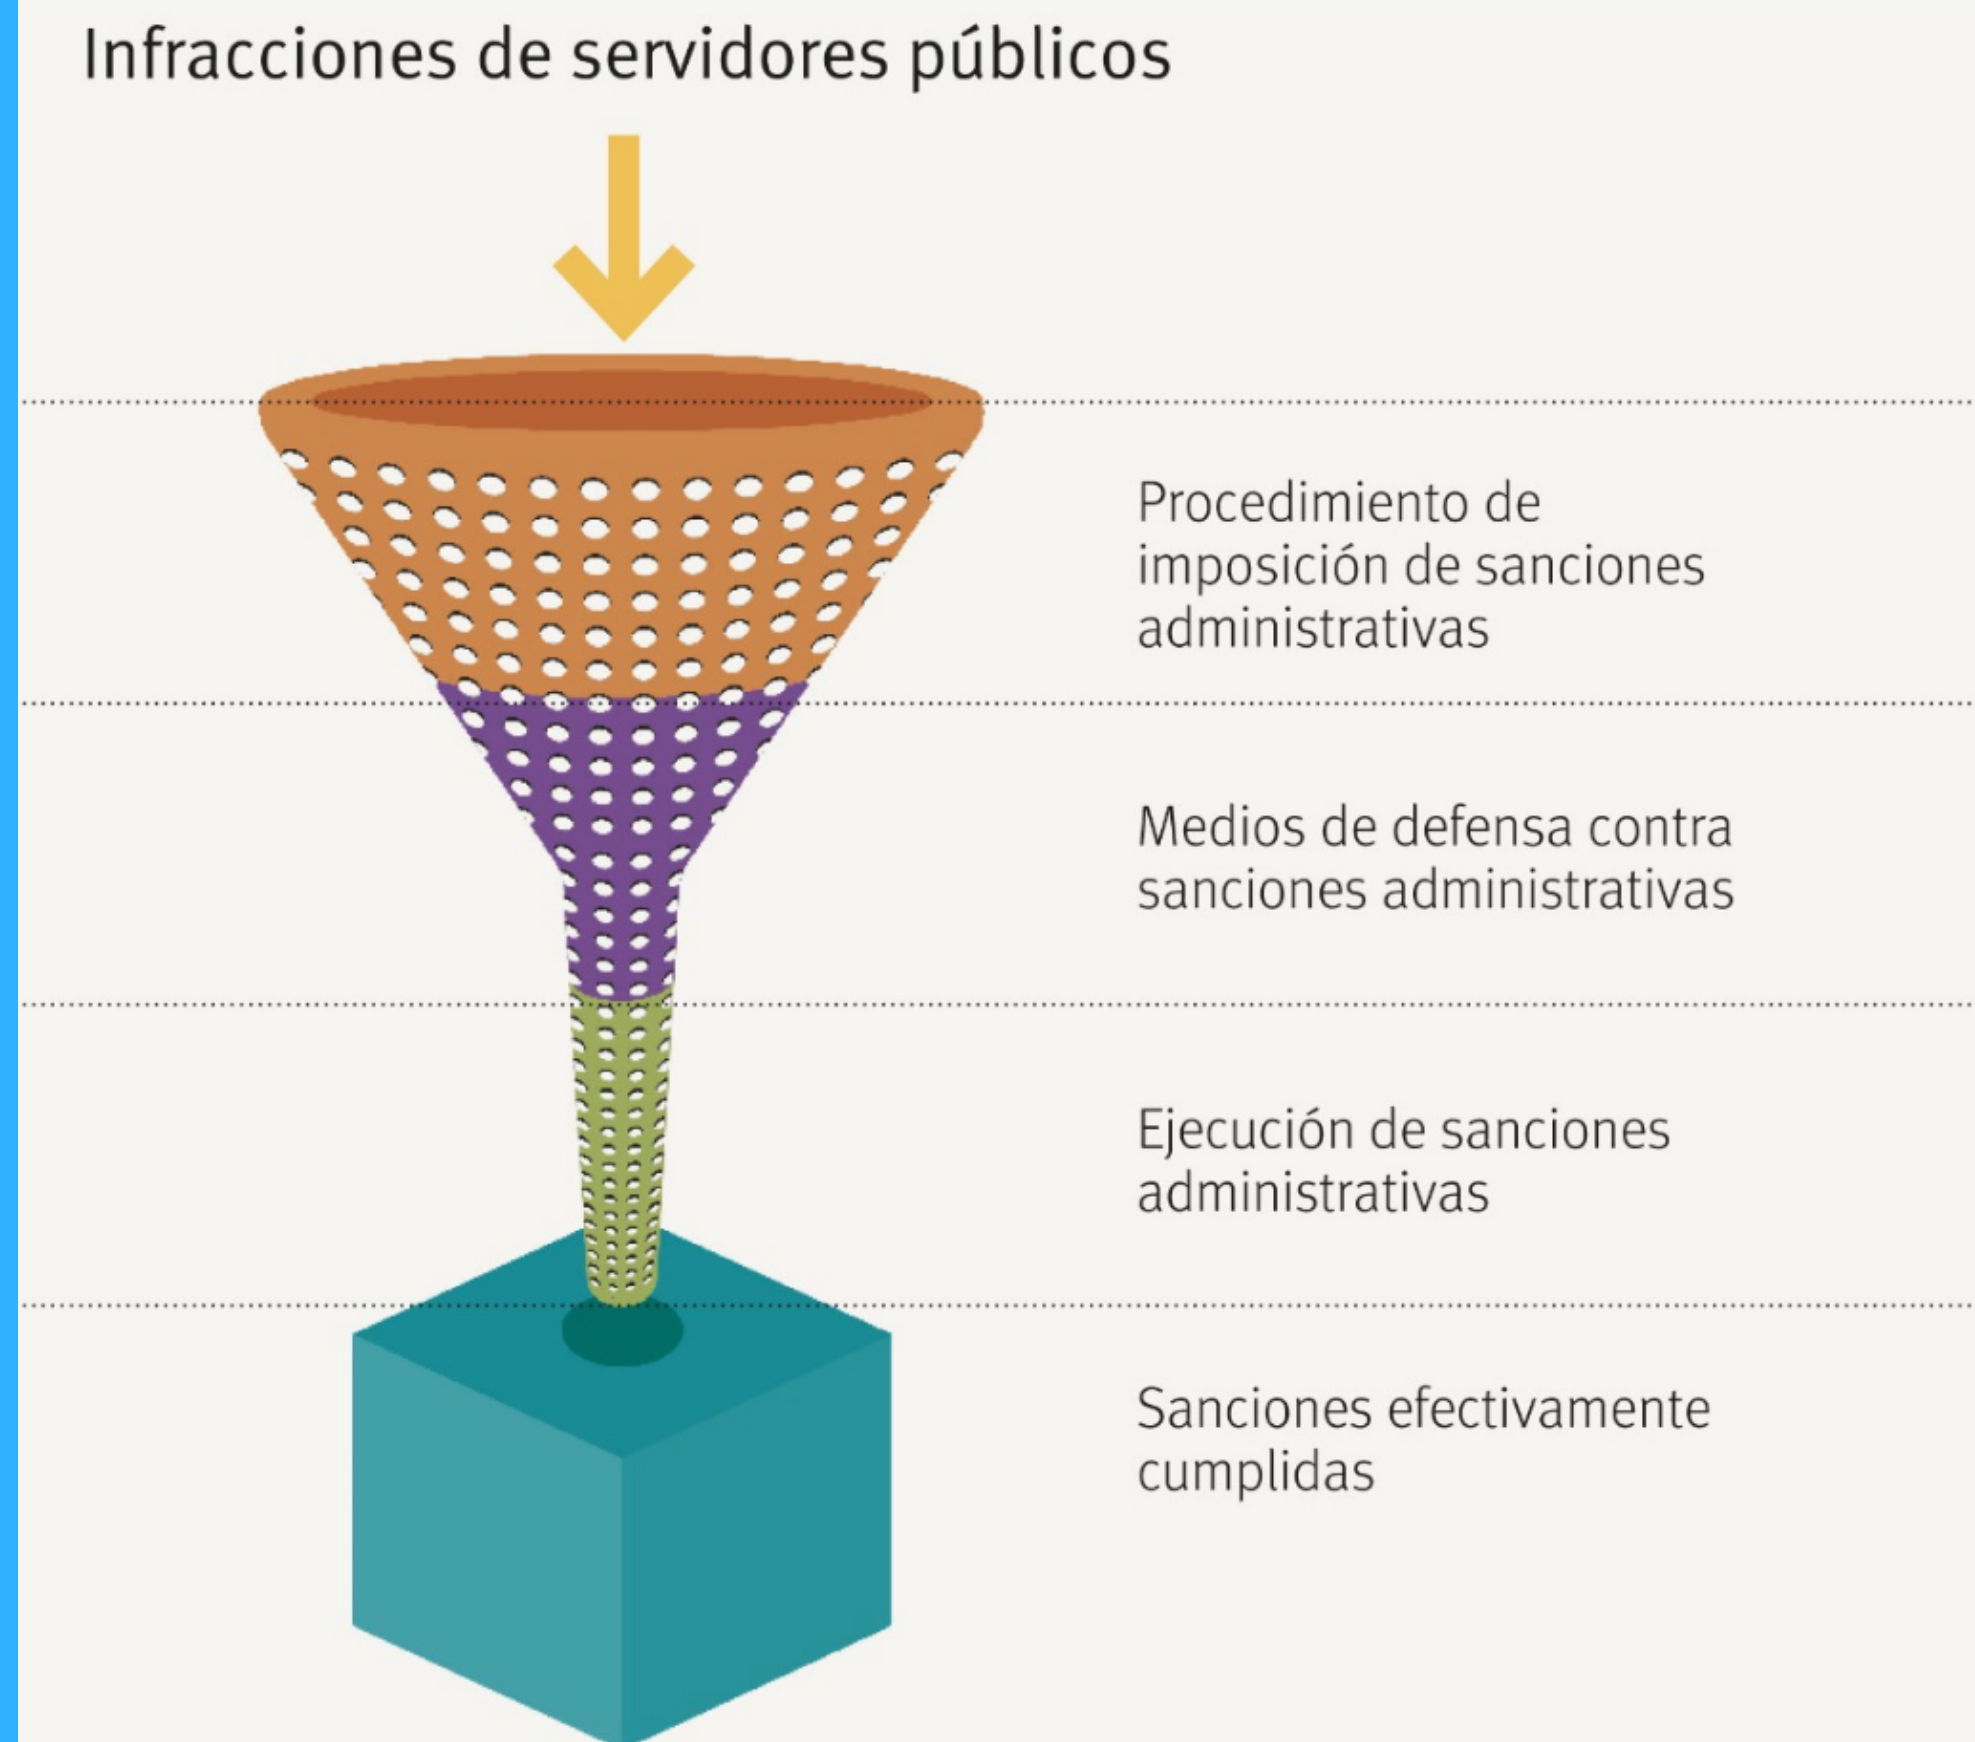 Infracciones de servidores públicos
Procedimiento de
imposición de sanciones
administrativas
Medios de defensa contra
sanciones administrativas
Ejecución de sanciones
administrativas
Sanciones efectivamente
cumplidas